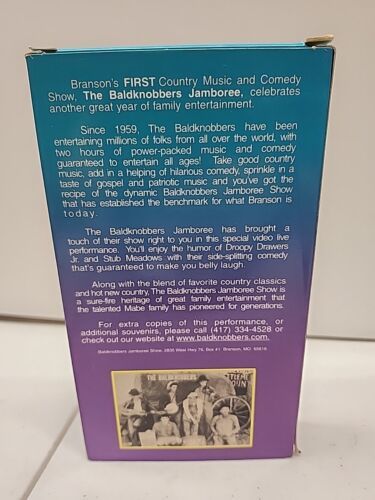 Branson's FIRST Country Music and Comedy
Show, The Baldknobbers Jamboree, celebrates
another great year of family entertainment.
Since 1959, The Baldknobbers have been
entertaining millions of folks from all over the world, with
two hours of power-packed music and comedy
guaranteed to entertain all ages! Take good country
music, add in a helping of hilarious comedy, sprinkle in a
taste of gospel and patriotic music and you've got the
recipe of the dynamic Baldknobbers Jamboree Show
that has established the benchmark for what Branson is
today.
The Baldknobbers Jamboree has brought a
touch of their show right to you in this special video live
performance. You'll enjoy the humor of Droopy Drawers
Jr. and Stub Meadows with their side-splitting comedy
that's guaranteed to make you belly laugh.
Along with the blend of favorite country classics
and hot new country, The Baldknobbers Jamboree Show is
a sure-fire heritage of great family entertainment that
the talented Mabe family has pioneered for generations.
For extra copies of this performance, or
additional souvenirs, please call (417) 334-4528 or
check out our website at www.baldknobbers.com.
Baldknobbers Jamboree Show, 2835 West Hwy 76, Box 41 Branson, MO. 65616
THE BALDKNOBBERS